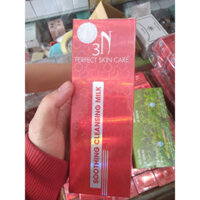 3N
PERFECT SKIN CARE
SOOTHING CLEANSING MILK